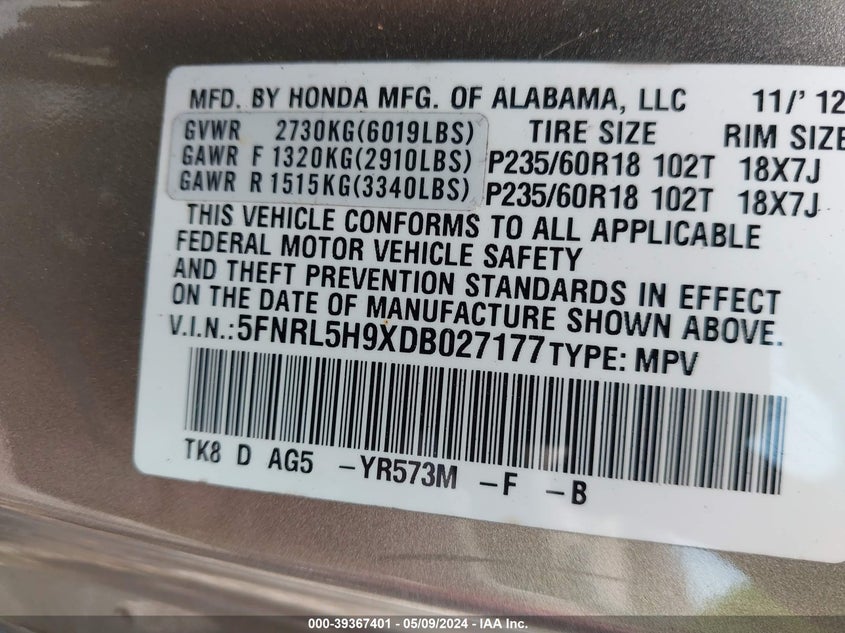 MFD. BY HONDA MFG. OF ALABAMA, LLC 11/' 12
GVWR 2730KG(6019LBS) TIRE SIZE RIM SIZE
GAWR F 1320KG(2910LBS) P235/60R18 102T 18X7J
GAWR R 1515KG(3340LBS) P235/60R18 102T 18X7J
THIS VEHICLE CONFORMS TO ALL APPLICABLE
FEDERAL MOTOR VEHICLE SAFETY
AND THEFT PREVENTION STANDARDS IN EFFECT
ON THE DATE OF MANUFACTURE SHOWN ABOVE.
V.I.N.:5FNRL5H9XDB027177 TYPE: MPV
TK8 D AG5 -YR573M -F -B
000-39367401 - 05/09/2024 - IAA Inc.